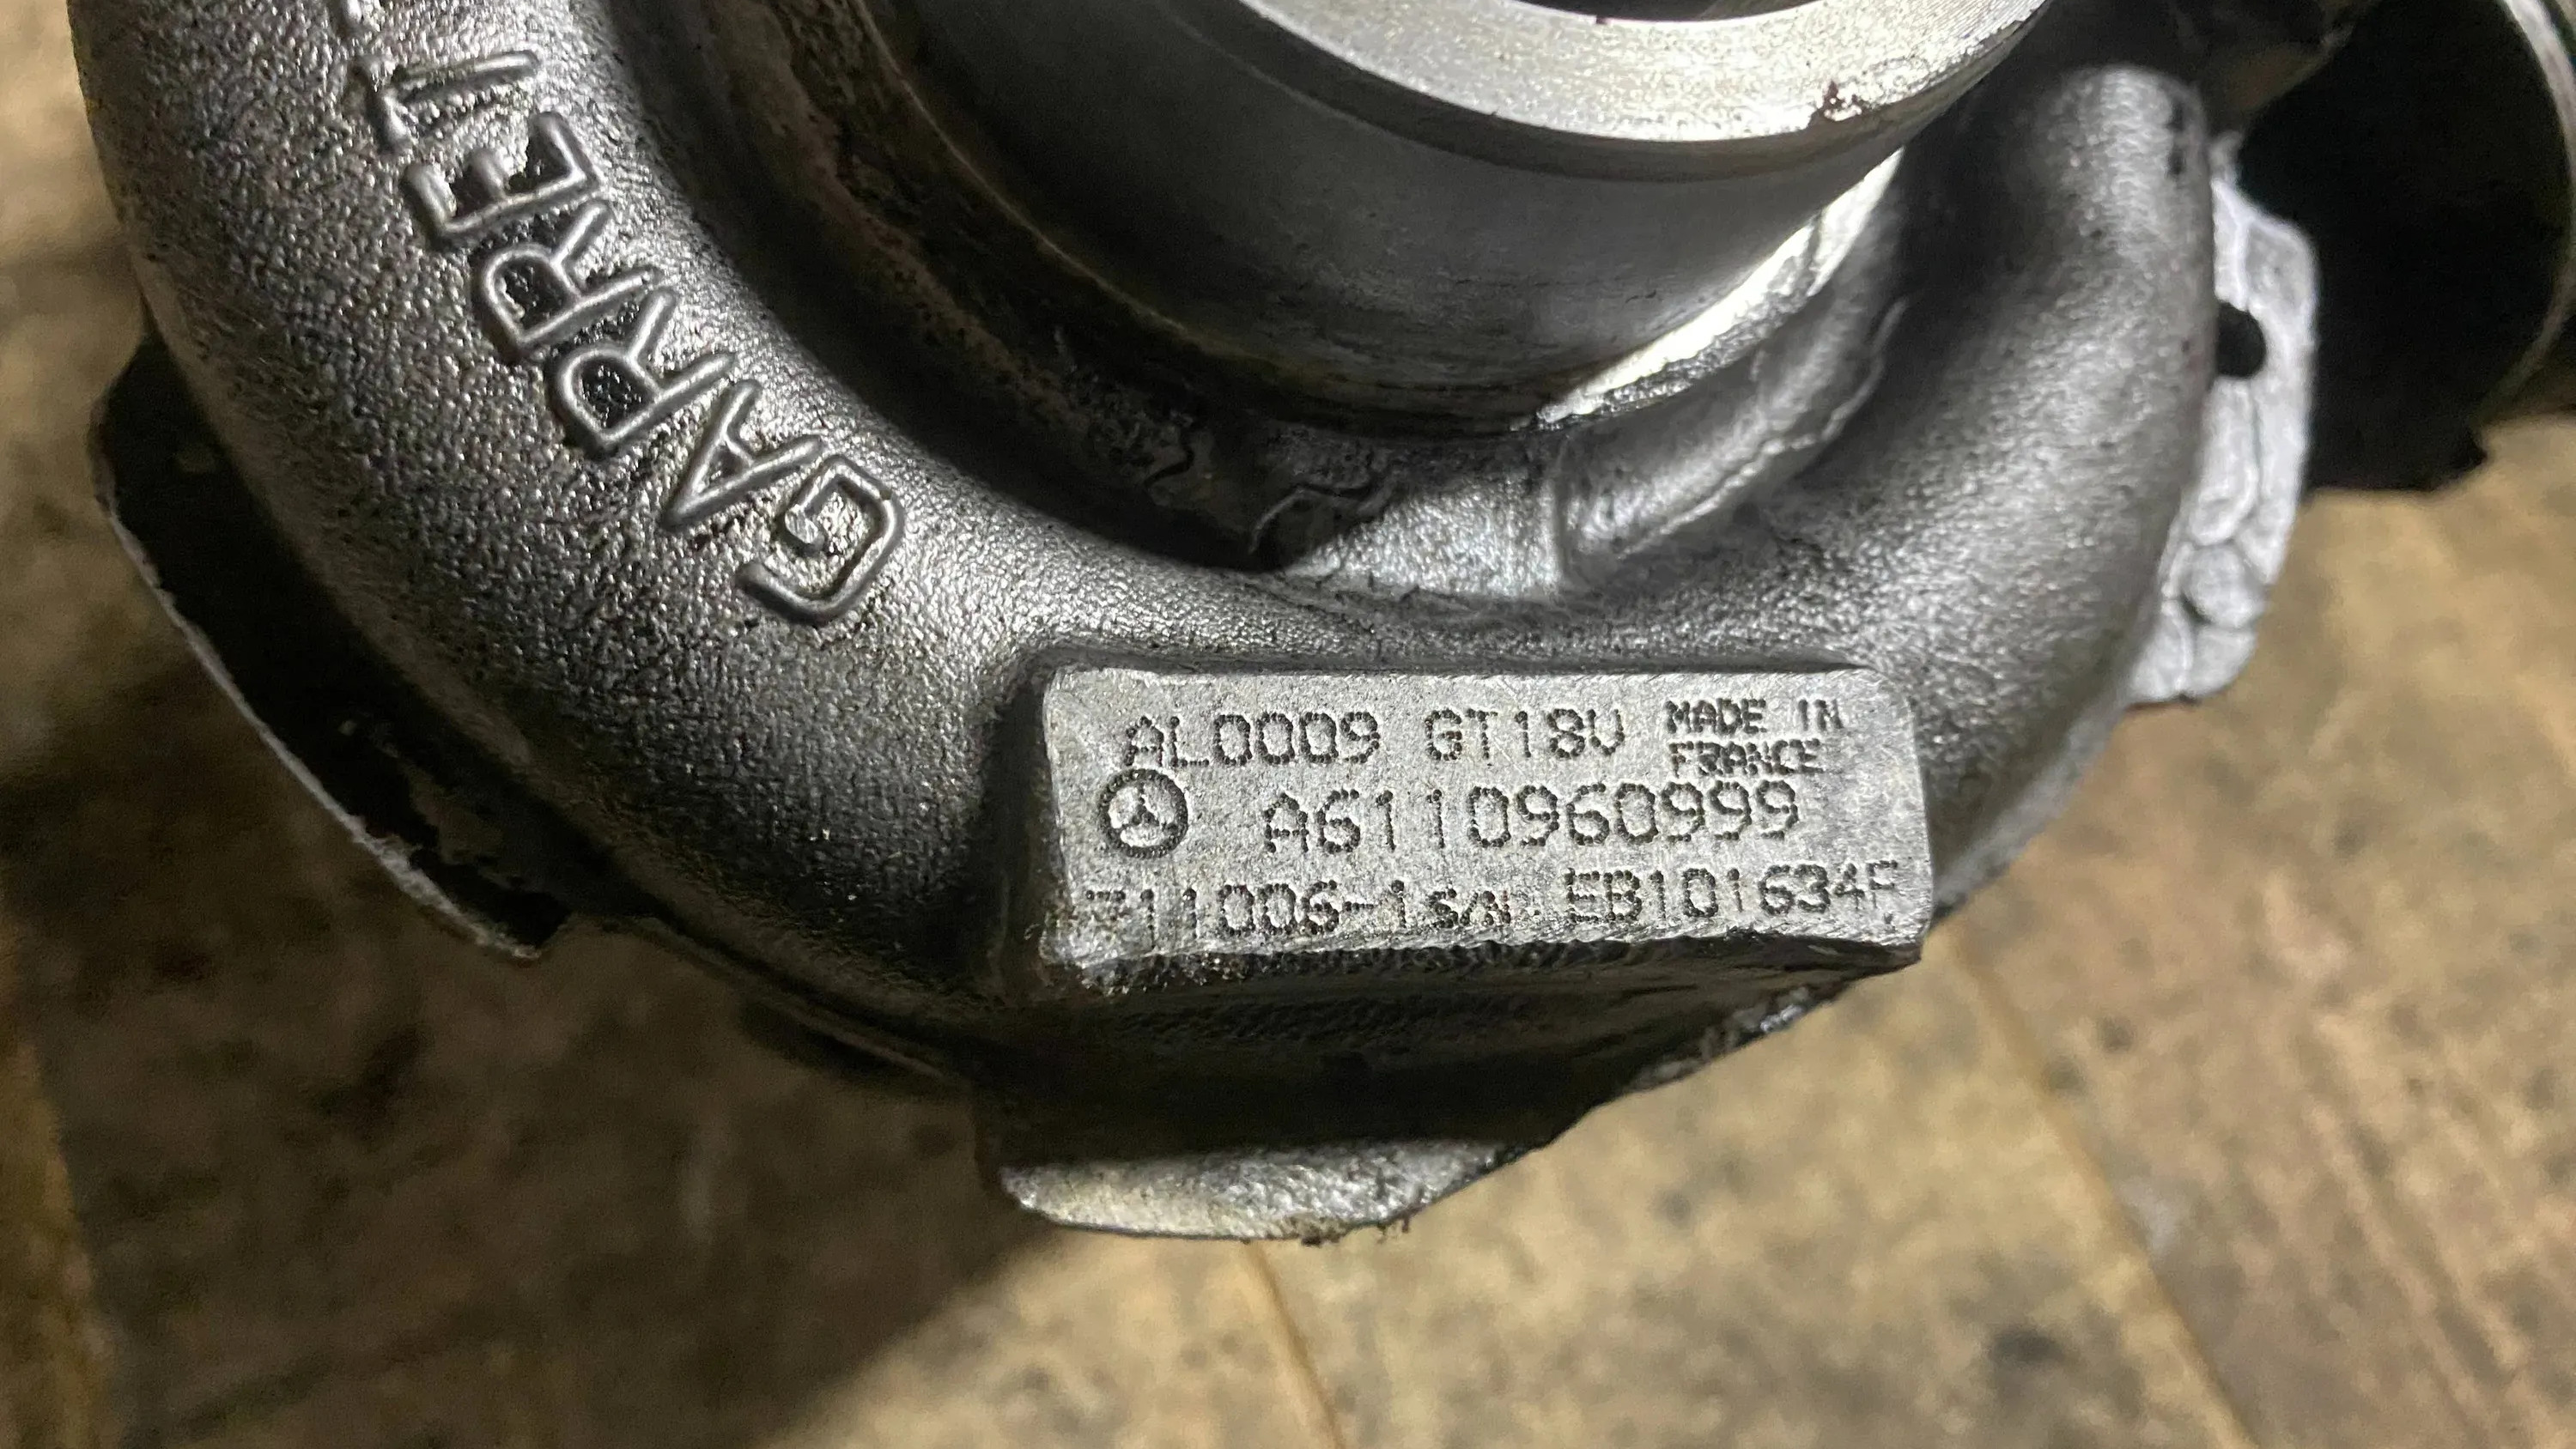 GARRETT
AL0009 GT18V MADE IN
FRANCE
A6110960999
711006-1 S/N: EB101634F